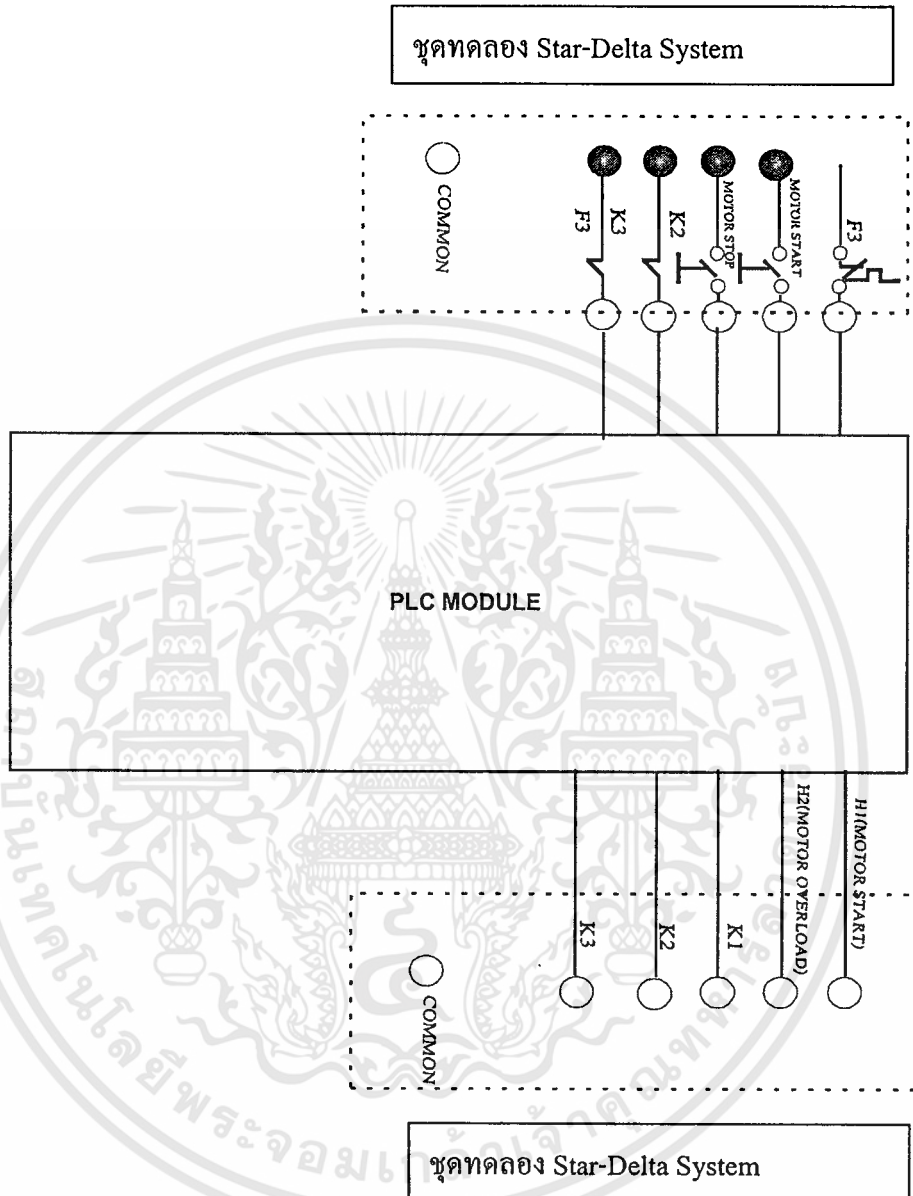 ชุดทดลอง Star-Delta System
COMMON
F3
K3
K2
MOTOR STOP
MOTOR START
F3
PLC MODULE
K3
K2
K1
H2(MOTOR OVERLOAD)
H1(MOTOR START)
COMMON
ชุดทดลอง Star-Delta System